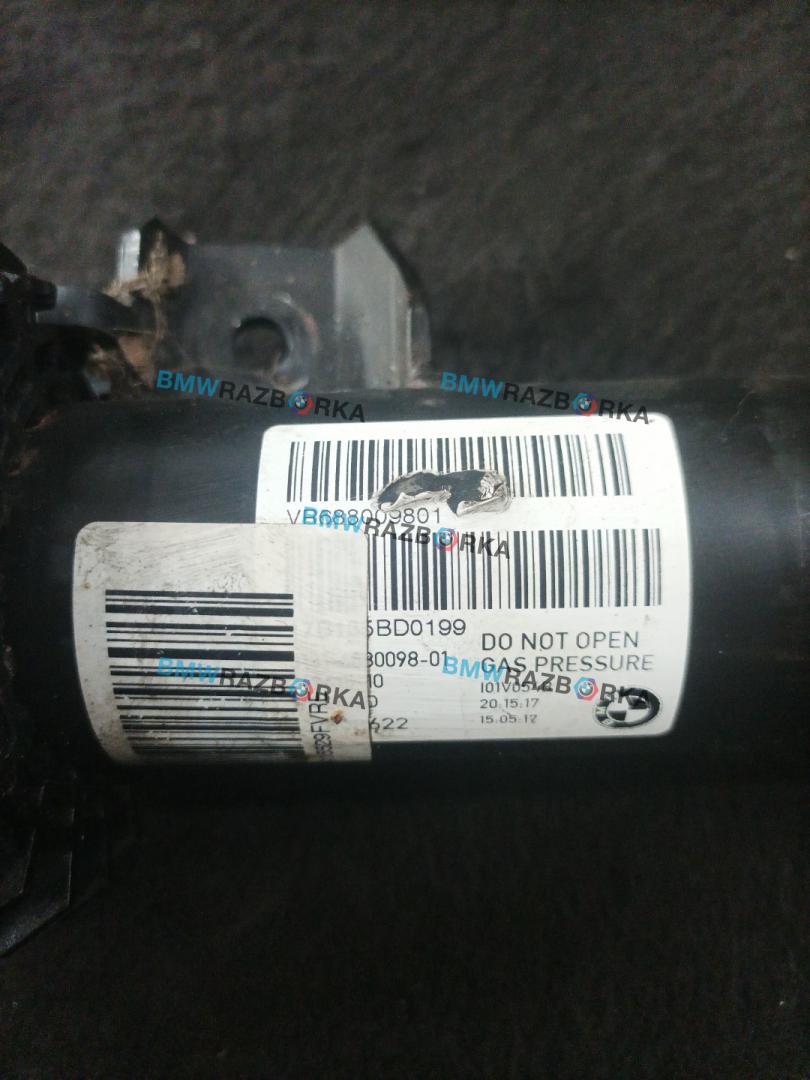 BMWRAZBORKA BMWRAZBORKA
688009801
BMWRAZBORKA
5BD0199
DO NOT OPEN
80098-01
GAS PRESSURE
BMWRAZBORKA BMWRAZBORKA
20:15:17
622
15.05.17